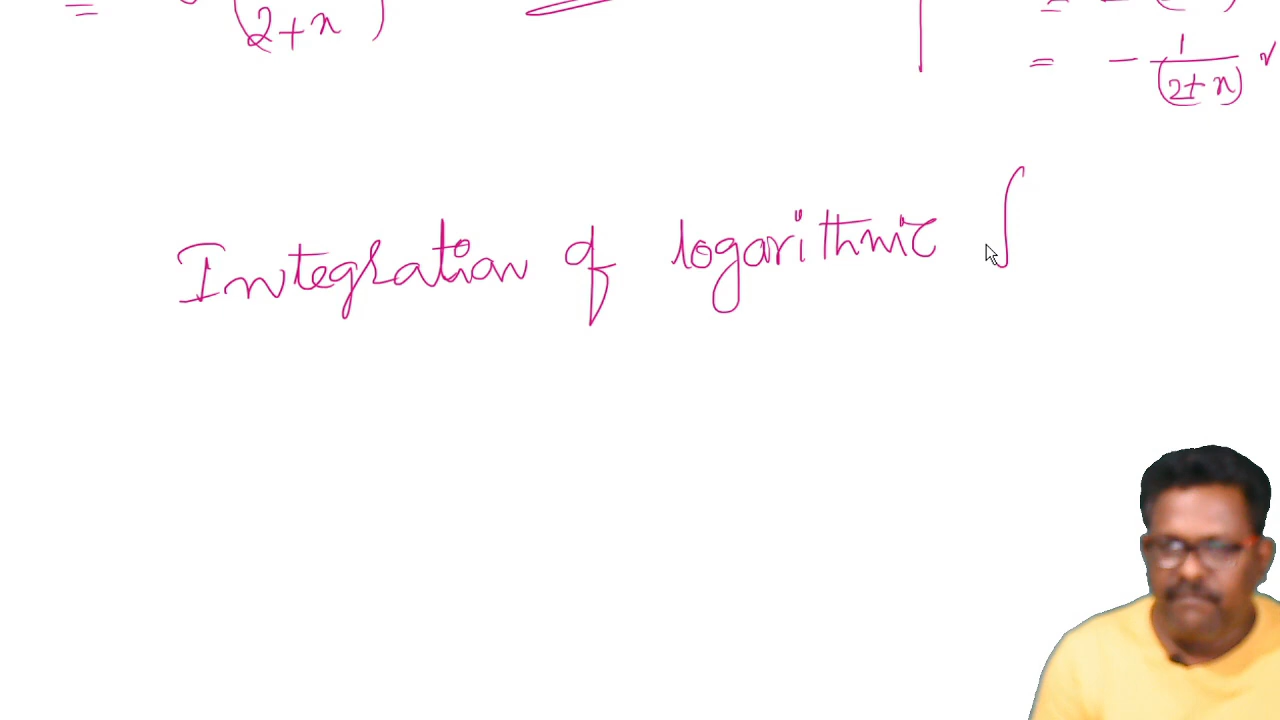 =
2+x
= - 1/(2+x) ✓
Integration of logarithmic ∫